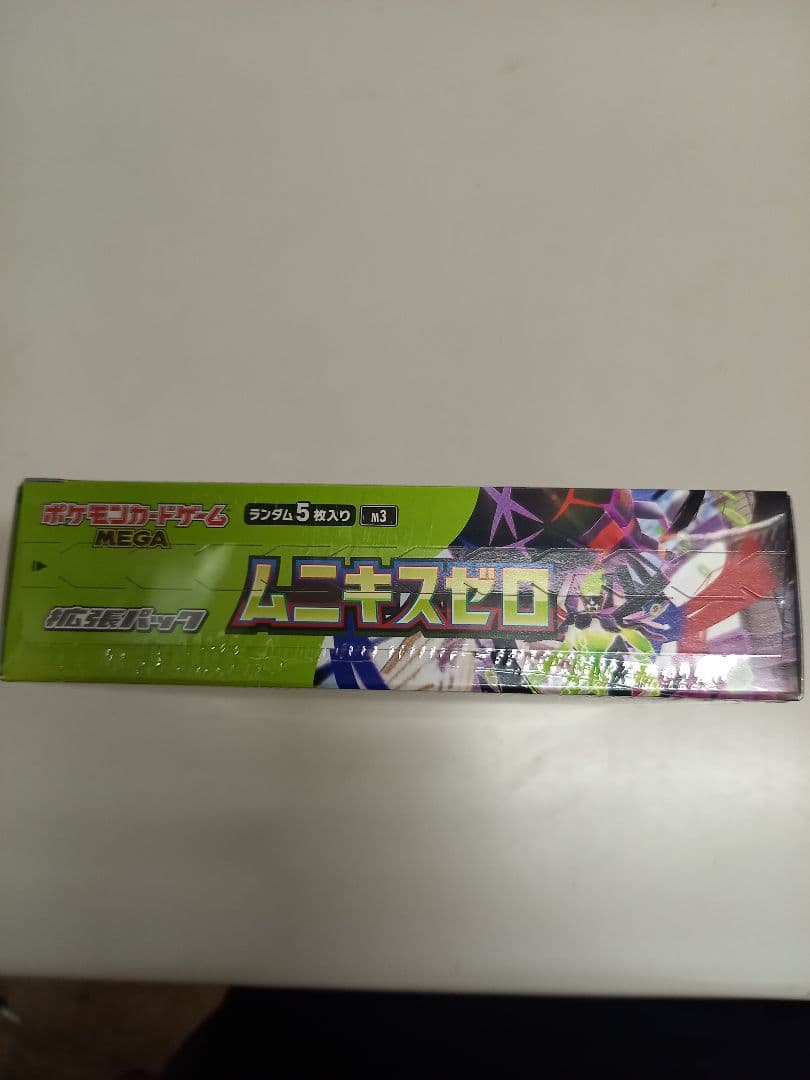 ポケモンカードゲーム
MEGA
ランダム5枚入り
M3
拡張パック
ムニキスゼロ